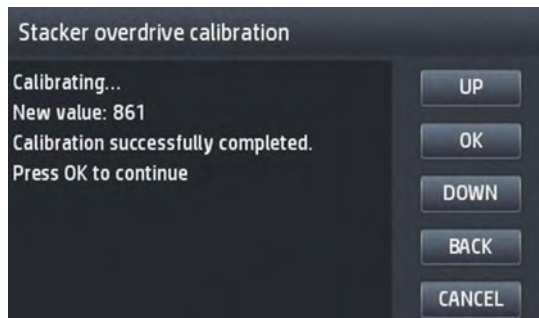 Stacker overdrive calibration
Calibrating...
New value: 861
Calibration successfully completed.
Press OK to continue
UP
OK
DOWN
BACK
CANCEL